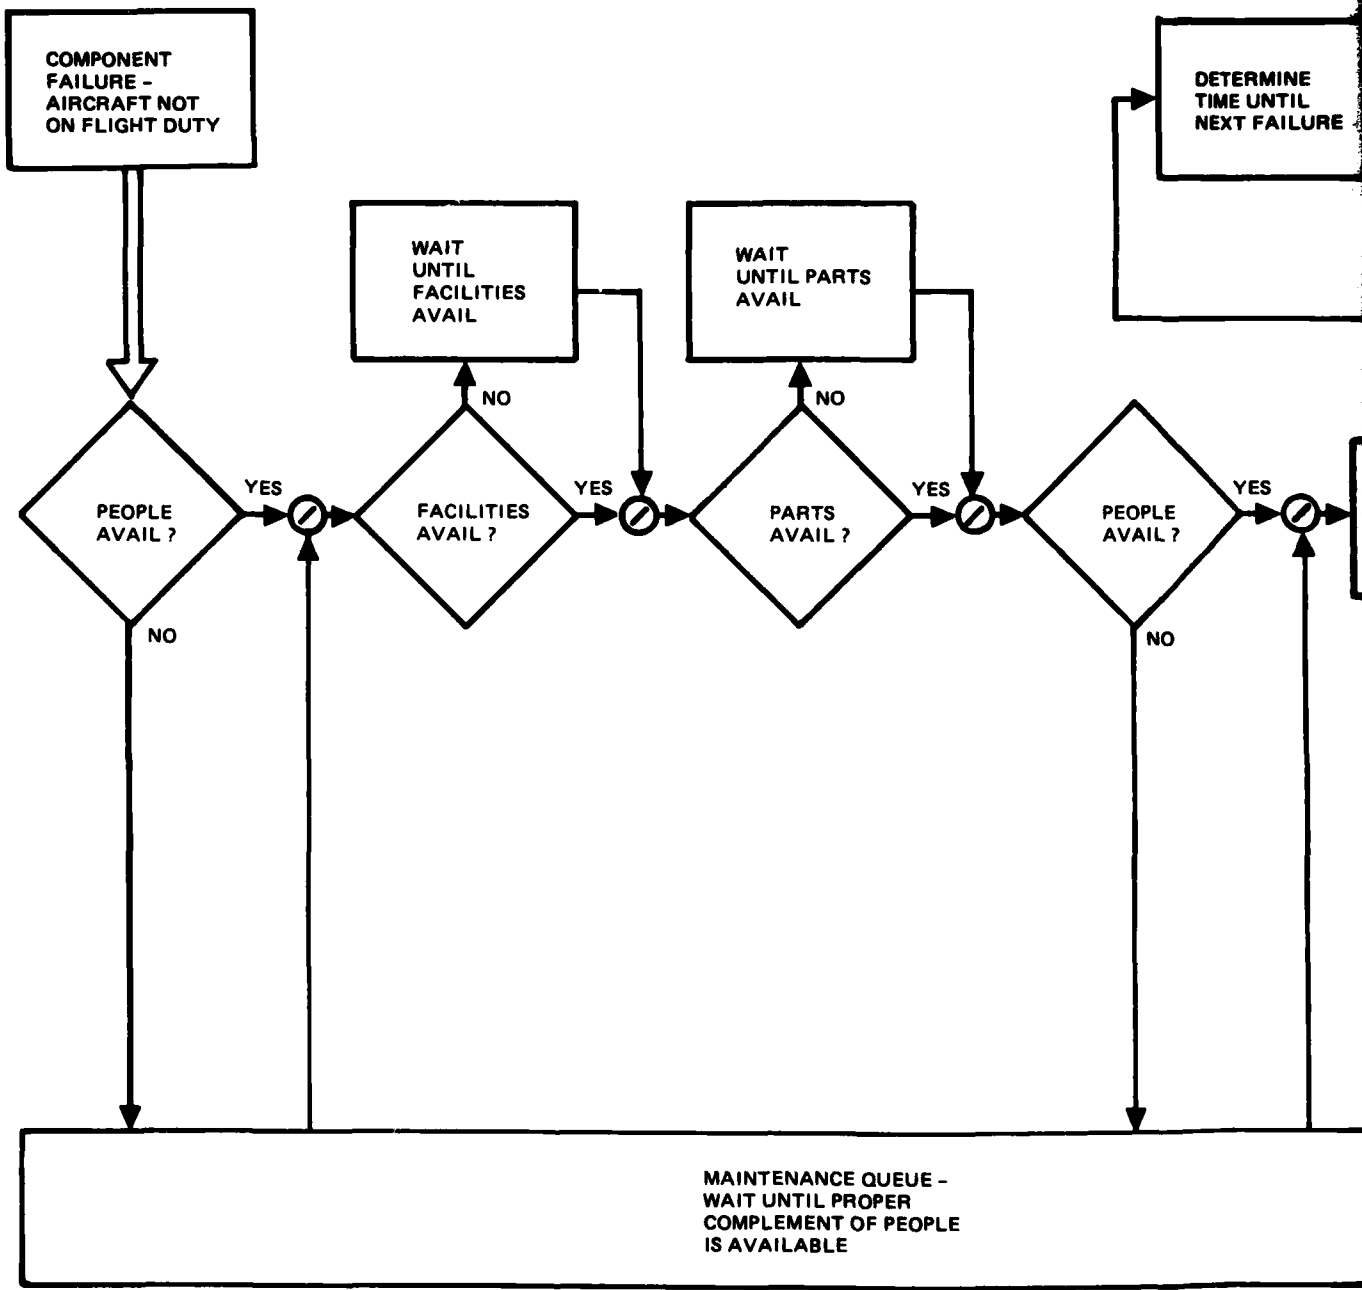 COMPONENT
FAILURE -
AIRCRAFT NOT
ON FLIGHT DUTY
DETERMINE
TIME UNTIL
NEXT FAILURE
WAIT
UNTIL
FACILITIES
AVAIL
WAIT
UNTIL PARTS
AVAIL
NO
NO
YES
PEOPLE
AVAIL ?
YES
FACILITIES
AVAIL ?
YES
PARTS
AVAIL ?
YES
PEOPLE
AVAIL ?
NO
NO
MAINTENANCE QUEUE -
WAIT UNTIL PROPER
COMPLEMENT OF PEOPLE
IS AVAILABLE